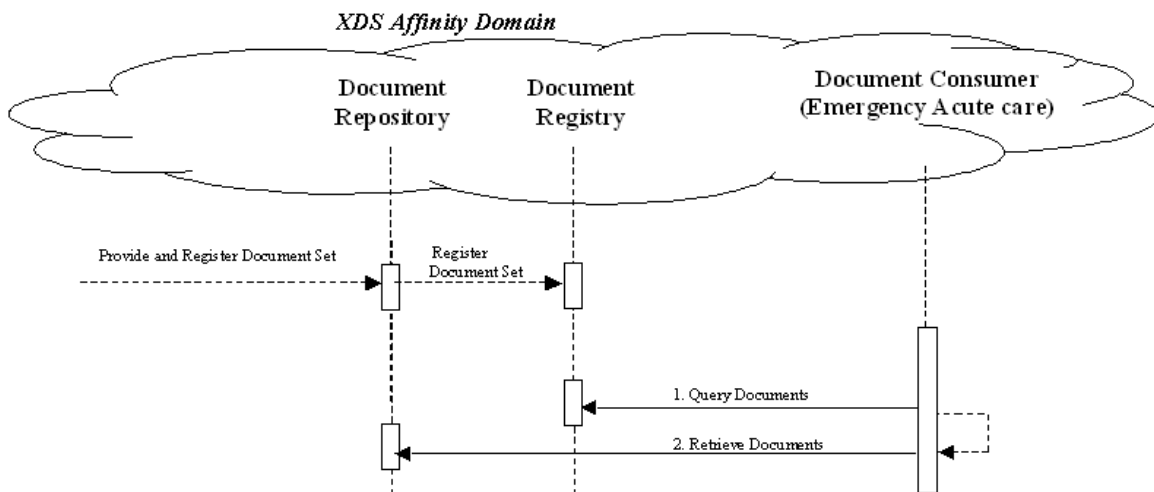 XDS Affinity Domain
Document
Repository
Document
Registry
Document Consumer
(Emergency Acute care)
Provide and Register Document Set
Register
Document Set
1. Query Documents
2. Retrieve Documents